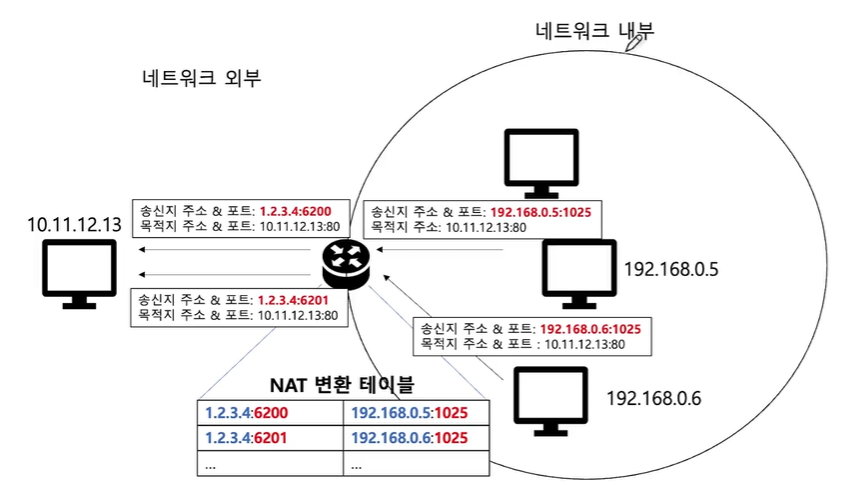 네트워크 내부
네트워크 외부
10.11.12.13
송신지 주소 & 포트: 1.2.3.4:6200
목적지 주소 & 포트: 10.11.12.13:80
송신지 주소 & 포트: 192.168.0.5:1025
목적지 주소: 10.11.12.13:80
192.168.0.5
송신지 주소 & 포트: 1.2.3.4:6201
목적지 주소 & 포트: 10.11.12.13:80
송신지 주소 & 포트: 192.168.0.6:1025
목적지 주소 & 포트 : 10.11.12.13:80
192.168.0.6
NAT 변환 테이블
1.2.3.4:6200 192.168.0.5:1025
1.2.3.4:6201 192.168.0.6:1025
... ...